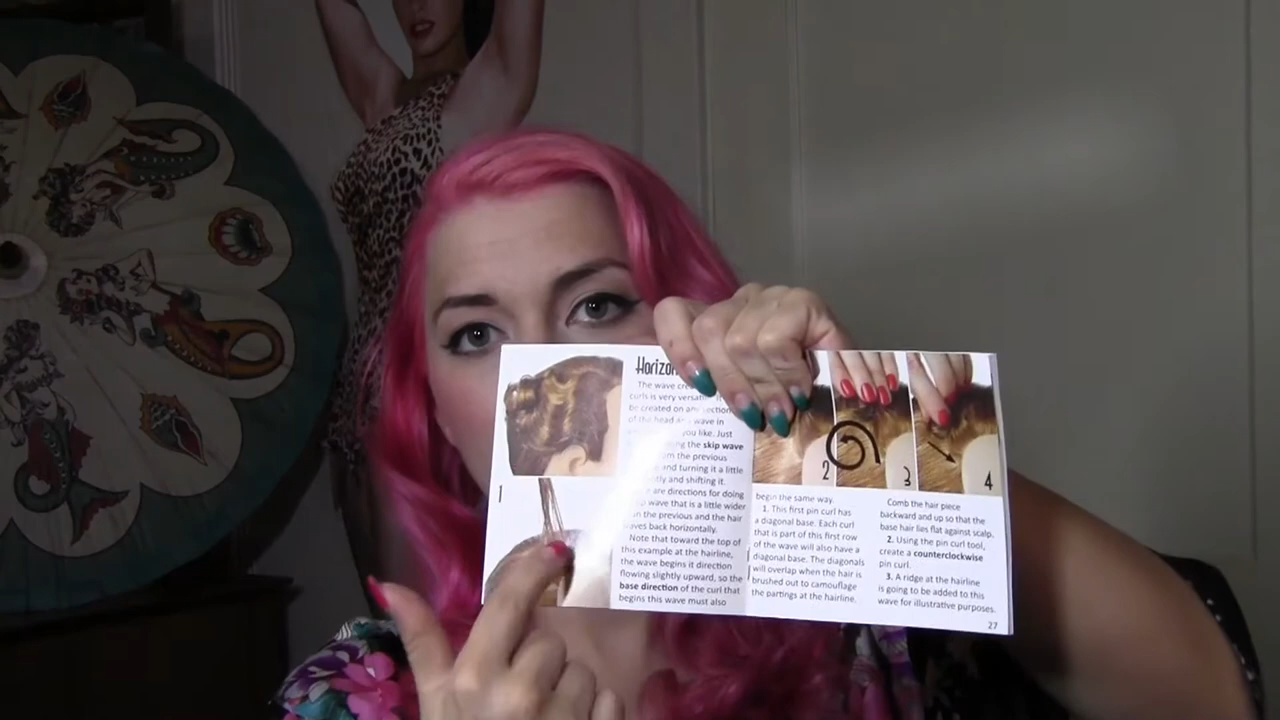 The wave
curls is very
be created on any section
of the head wave in
you like. Just
ing the skip wave
the previous
and turning it a little
and shifting it.
are directions for doing
wave that is a little wider
the previous and the hair
back horizontally.
Note that toward the top of
this example at the hairline,
the wave begins it direction
flowing slightly upward, so the
base direction of the curl that
begins this wave must also
1
2
3
4
begin the same way.
1. This first pin curl has
a diagonal base. Each curl
that is part of this first row
of the wave will also have a
diagonal base. The diagonals
will overlap when the hair is
brushed out to camouflage
the partings at the hairline.
Comb the hair piece
backward and up so that the
base hair lies flat against scalp.
2. Using the pin curl tool,
create a counterclockwise
pin curl.
3. A ridge at the hairline
is going to be added to this
wave for illustrative purposes.
27